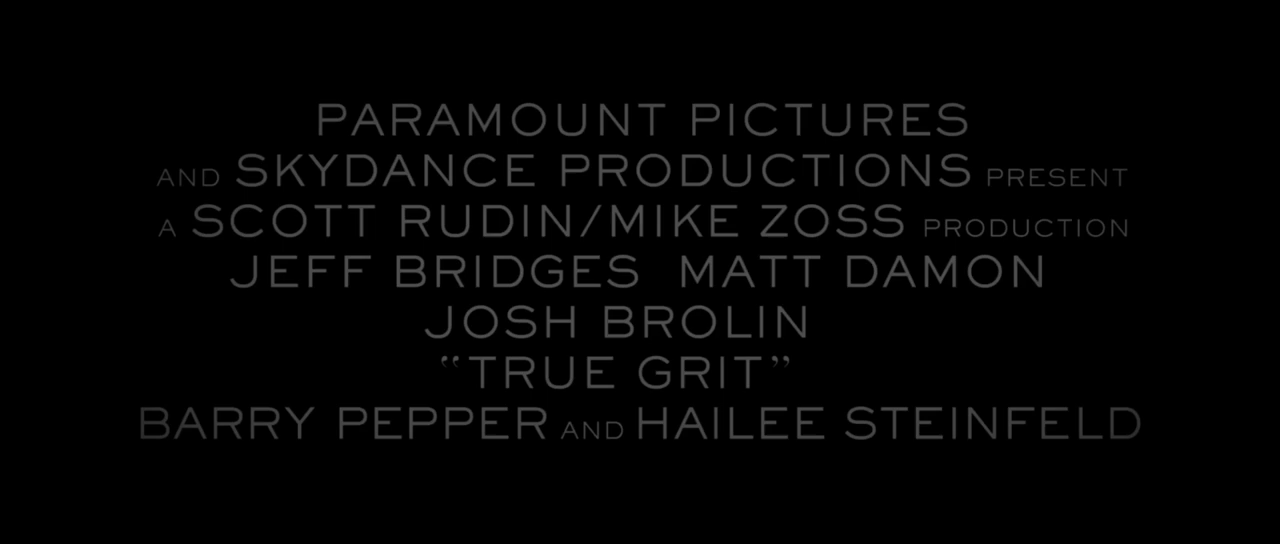 PARAMOUNT PICTURES
AND SKYDANCE PRODUCTIONS PRESENT
A SCOTT RUDIN/MIKE ZOSS PRODUCTION
JEFF BRIDGES MATT DAMON
JOSH BROLIN
“TRUE GRIT”
BARRY PEPPER AND HAILEE STEINFELD